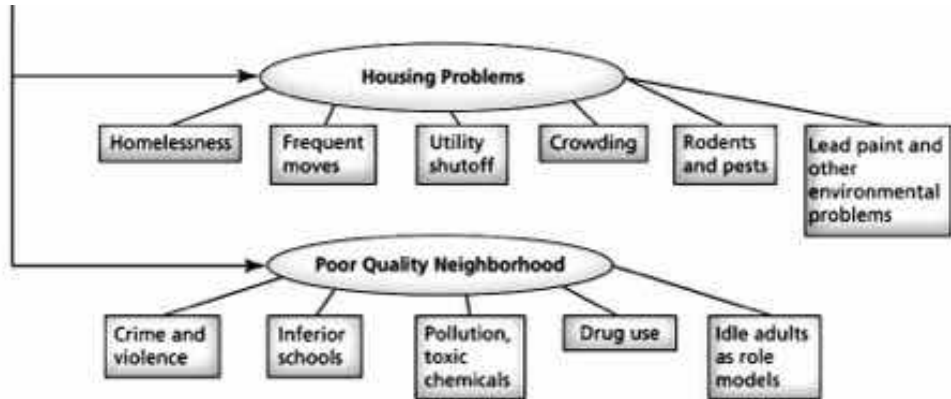 Housing Problems
Homelessness
Frequent
moves
Utility
shutoff
Crowding
Rodents
and pests
Lead paint and
other
environmental
problems
Poor Quality Neighborhood
Crime and
violence
Inferior
schools
Pollution,
toxic
chemicals
Drug use
Idle adults
as role
models